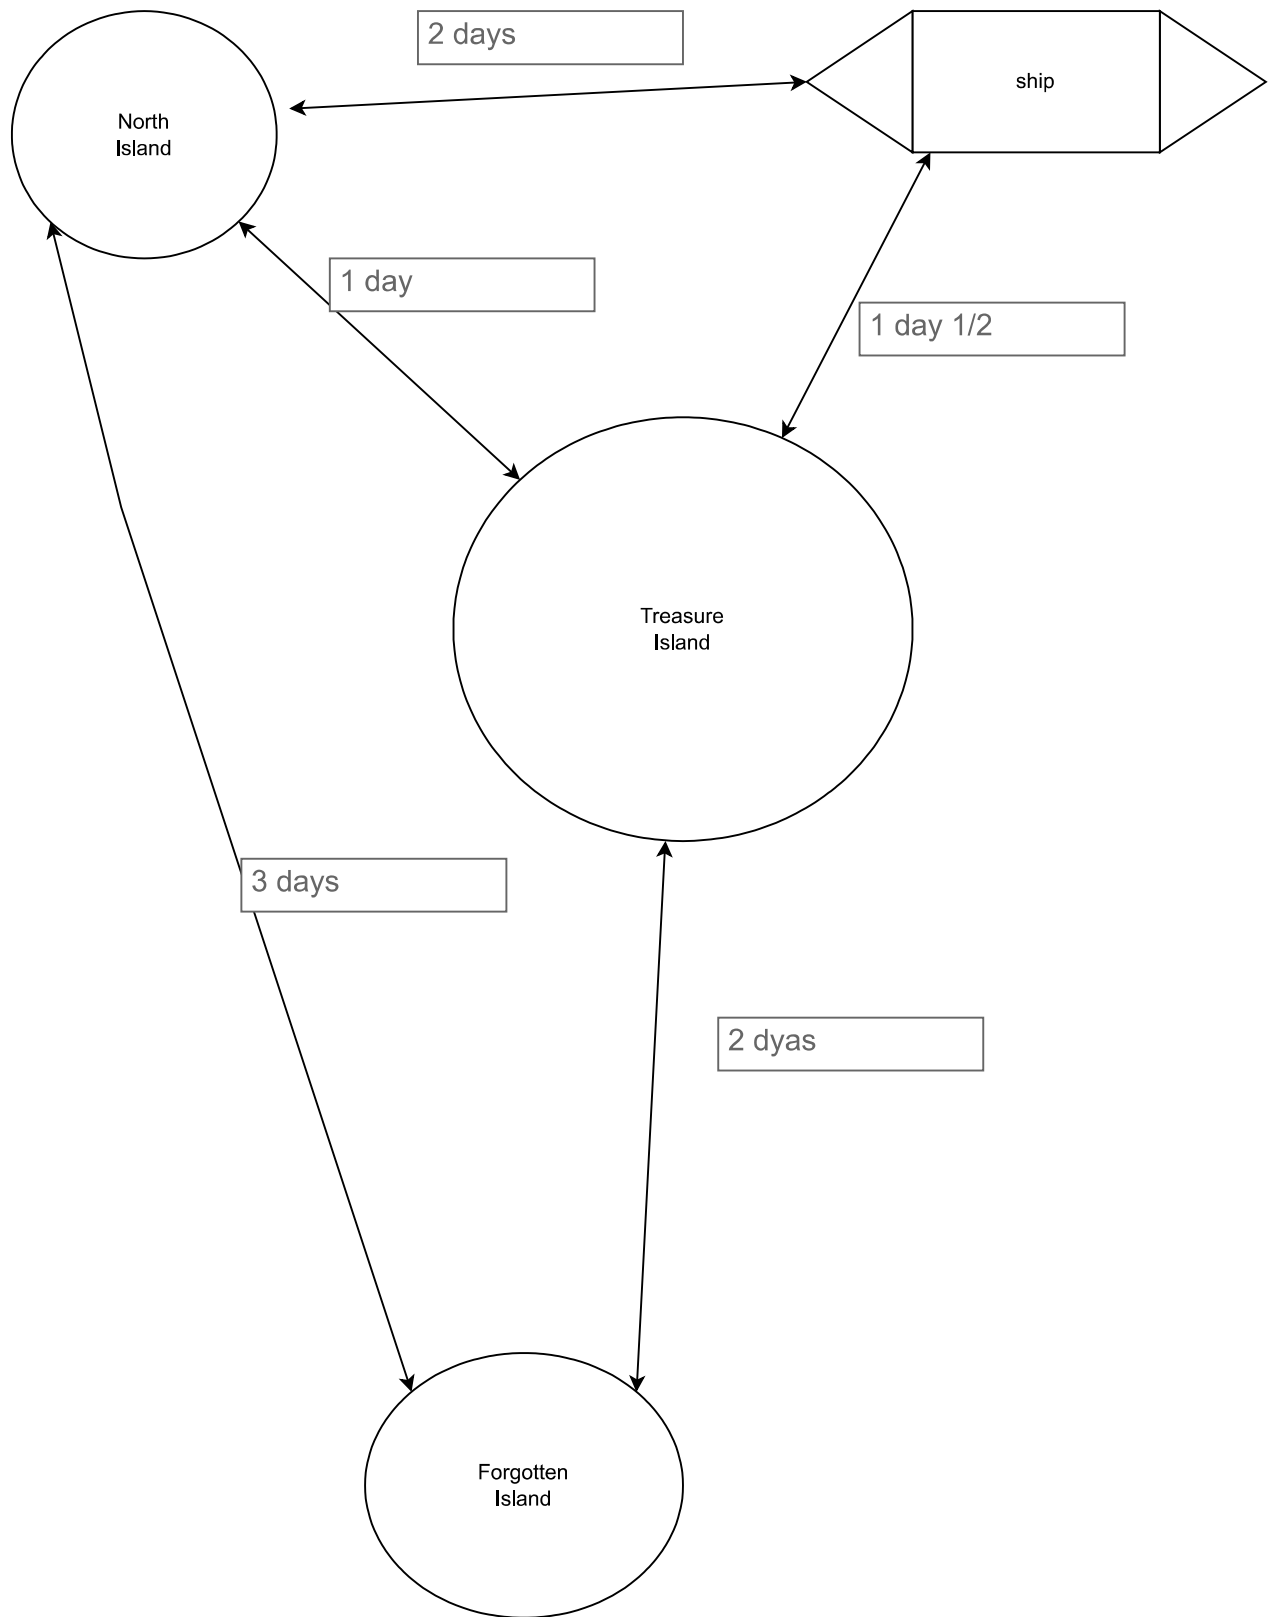 2 days
ship
North
Island
1 day
1 day 1/2
Treasure
Island
3 days
2 dyas
Forgotten
Island